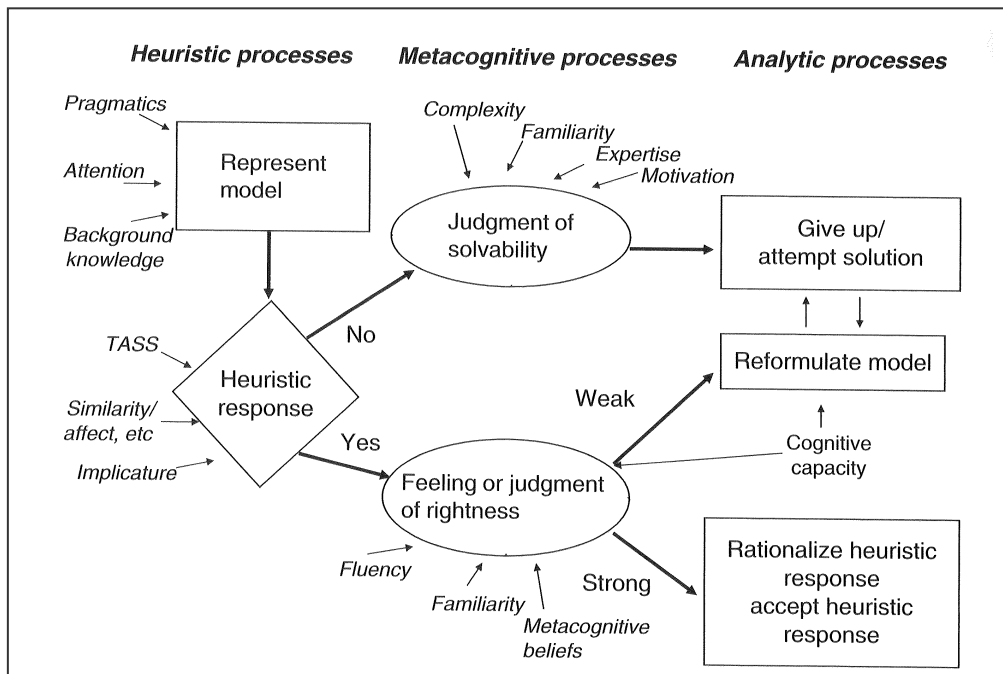 Heuristic processes
Metacognitive processes
Analytic processes
Pragmatics
Attention
Background
knowledge
Represent
model
Complexity
Familiarity
Expertise
Motivation
Judgment of
solvability
Give up/
attempt solution
No
TASS
Similarity/
affect, etc
Implicature
Heuristic
response
Yes
Weak
Reformulate model
Cognitive
capacity
Feeling or judgment
of rightness
Fluency
Familiarity
Metacognitive
beliefs
Strong
Rationalize heuristic
response
accept heuristic
response